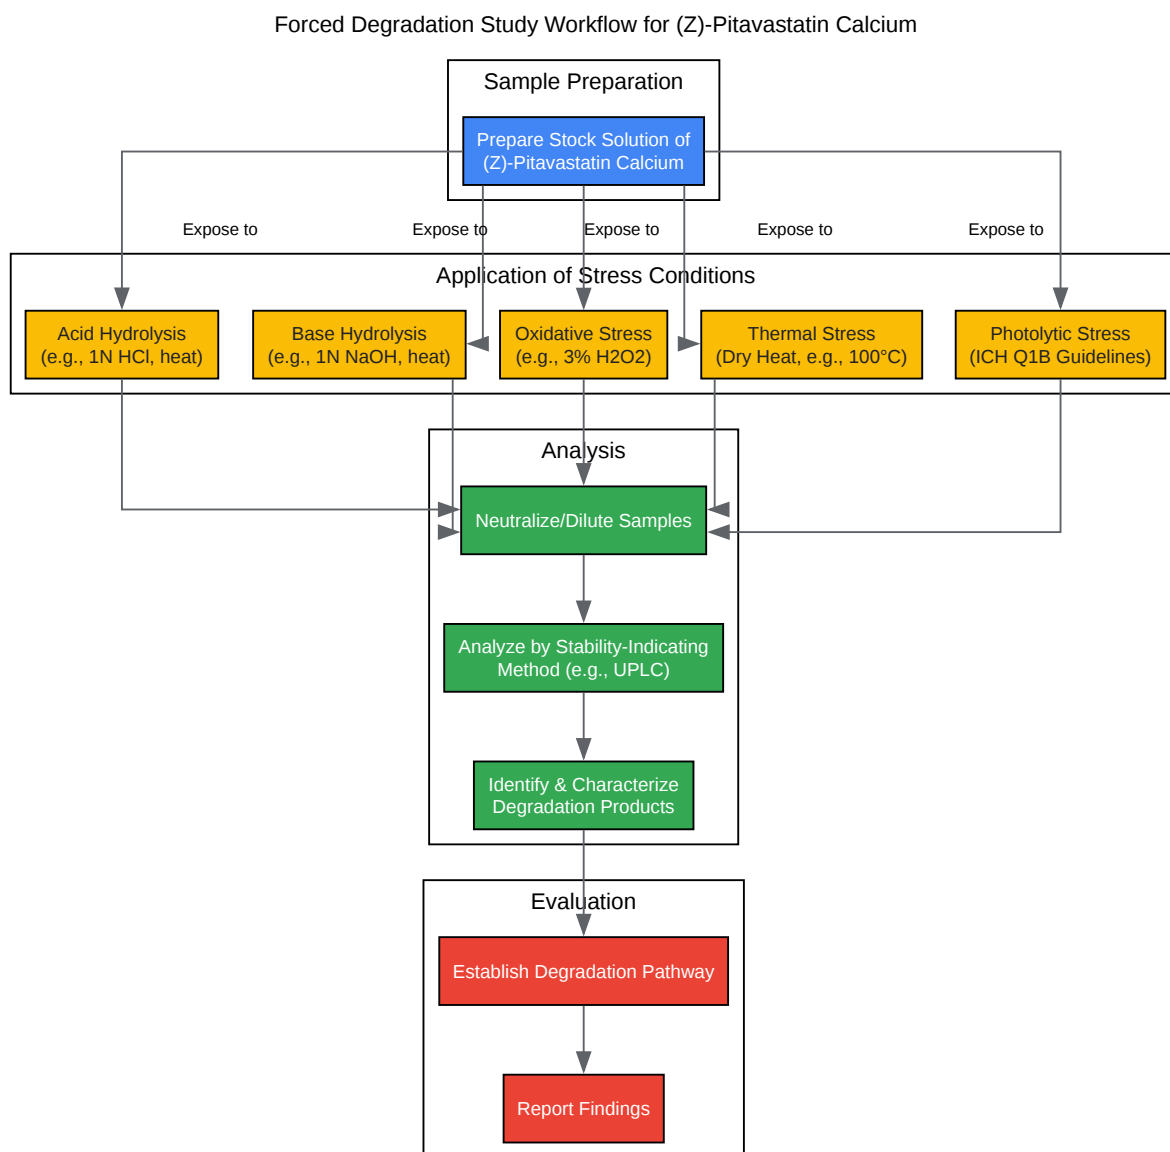 Forced Degradation Study Workflow for (Z)-Pitavastatin Calcium
Sample Preparation
Prepare Stock Solution of
(Z)-Pitavastatin Calcium
Expose to
Expose to
Expose to
Expose to
Expose to
Application of Stress Conditions
Acid Hydrolysis
(e.g., 1N HCl, heat)
Base Hydrolysis
(e.g., 1N NaOH, heat)
Oxidative Stress
(e.g., 3% H2O2)
Thermal Stress
(Dry Heat, e.g., 100°C)
Photolytic Stress
(ICH Q1B Guidelines)
Analysis
Neutralize/Dilute Samples
Analyze by Stability-Indicating
Method (e.g., UPLC)
Identify & Characterize
Degradation Products
Evaluation
Establish Degradation Pathway
Report Findings